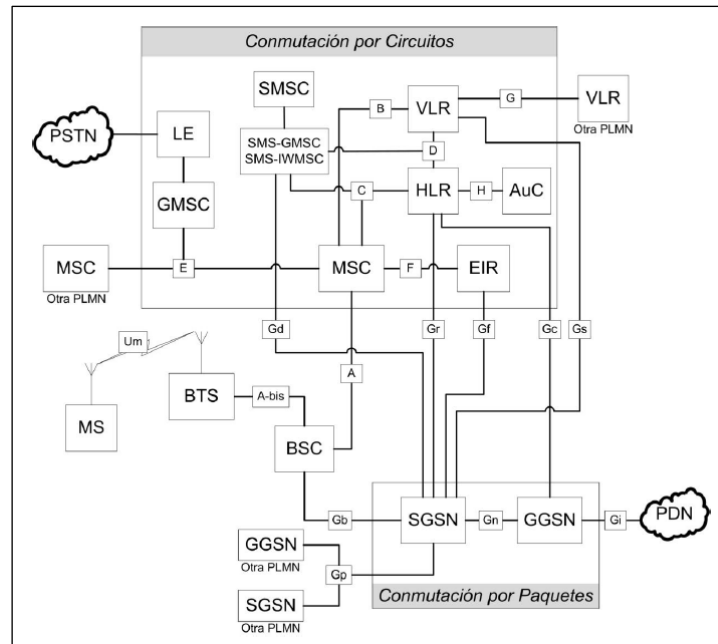 Conmutación por Circuitos
SMSC
VLR
G
VLR
Otra PLMN
B
PSTN
LE
SMS-GMSC
SMS-IWMSC
D
GMSC
C
HLR
H
AuC
MSC
Otra PLMN
E
MSC
F
EIR
Gd
Gr
Gf
Gc
Gs
Um
A
MS
BTS
A-bis
BSC
Gb
SGSN
Gn
GGSN
Gi
PDN
GGSN
Otra PLMN
Gp
SGSN
Otra PLMN
Conmutación por Paquetes